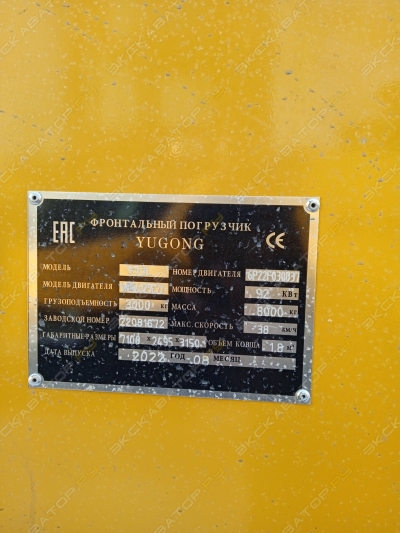 EAC
ФРОНТАЛЬНЫЙ ПОГРУЗЧИК
YUGONG
CE
МОДЕЛЬ НОМЕР ДВИГАТЕЛЯ
МОДЕЛЬ ДВИГАТЕЛЯ МОЩНОСТЬ 92 КВТ
ГРУЗОПОДЪЕМНОСТЬ КГ МАССА 8000 КГ
ЗАВОДСКОЙ НОМЕР 22081672 МАКС. СКОРОСТЬ 38 КМ/Ч
ГАБАРИТНЫЕ РАЗМЕРЫ 7100 X 2495 X 3150 ОБЪЕМ КОВША 1.8 М³
ДАТА ВЫПУСКА 2022 ГОД 08 МЕСЯЦ